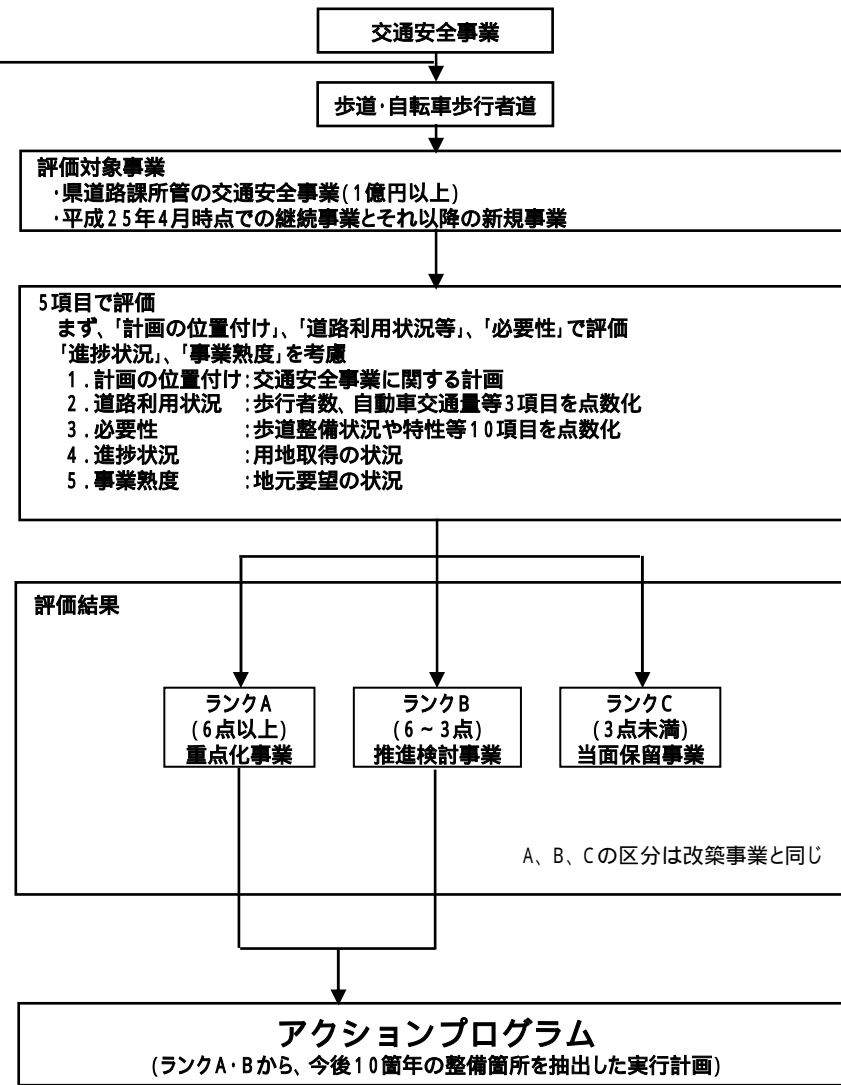 交通安全事業
歩道・自転車歩行者道
評価対象事業
・県道路課所管の交通安全事業(1億円以上)
・平成25年4月時点での継続事業とそれ以降の新規事業
5項目で評価
まず、「計画の位置付け」、「道路利用状況等」、「必要性」で評価
「進捗状況」、「事業熟度」を考慮
1.計画の位置付け:交通安全事業に関する計画
2.道路利用状況 :歩行者数、自動車交通量等3項目を点数化
3.必要性 :歩道整備状況や特性等10項目を点数化
4.進捗状況 :用地取得の状況
5.事業熟度 :地元要望の状況
評価結果
ランクA
(6点以上)
重点化事業
ランクB
(6~3点)
推進検討事業
ランクC
(3点未満)
当面保留事業
A、B、Cの区分は改築事業と同じ
アクションプログラム
(ランクA・Bから、今後10箇年の整備箇所を抽出した実行計画)